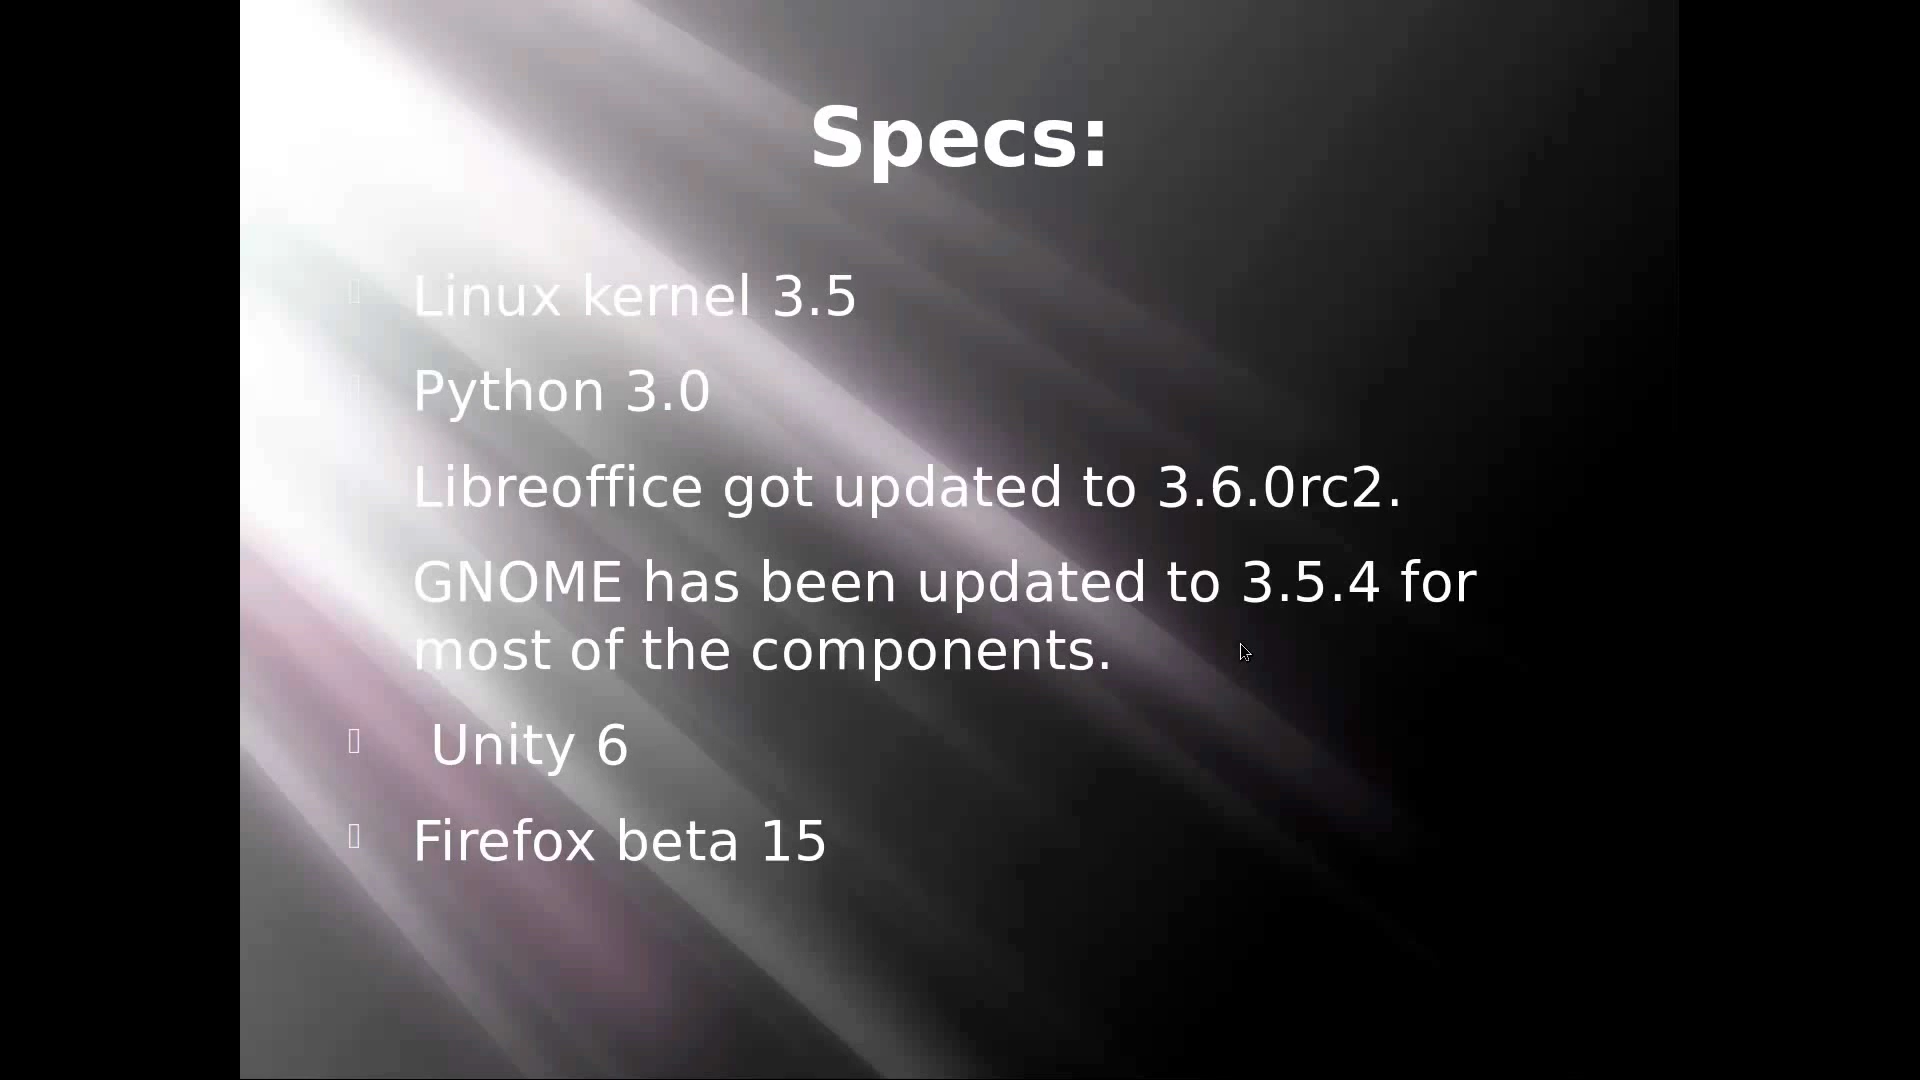 Specs:
Linux kernel 3.5
Python 3.0
Libreoffice got updated to 3.6.0rc2.
GNOME has been updated to 3.5.4 for
most of the components.
Unity 6
Firefox beta 15